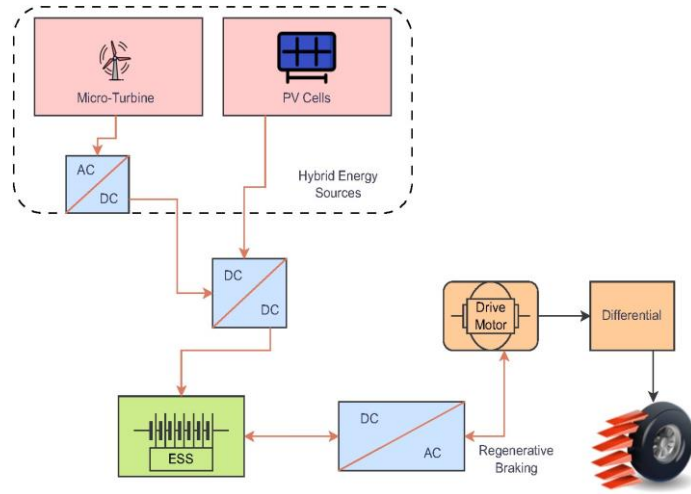 Micro-Turbine
PV Cells
AC
DC
Hybrid Energy
Sources
DC
DC
Drive
Motor
Differential
ESS
DC
AC
Regenerative
Braking